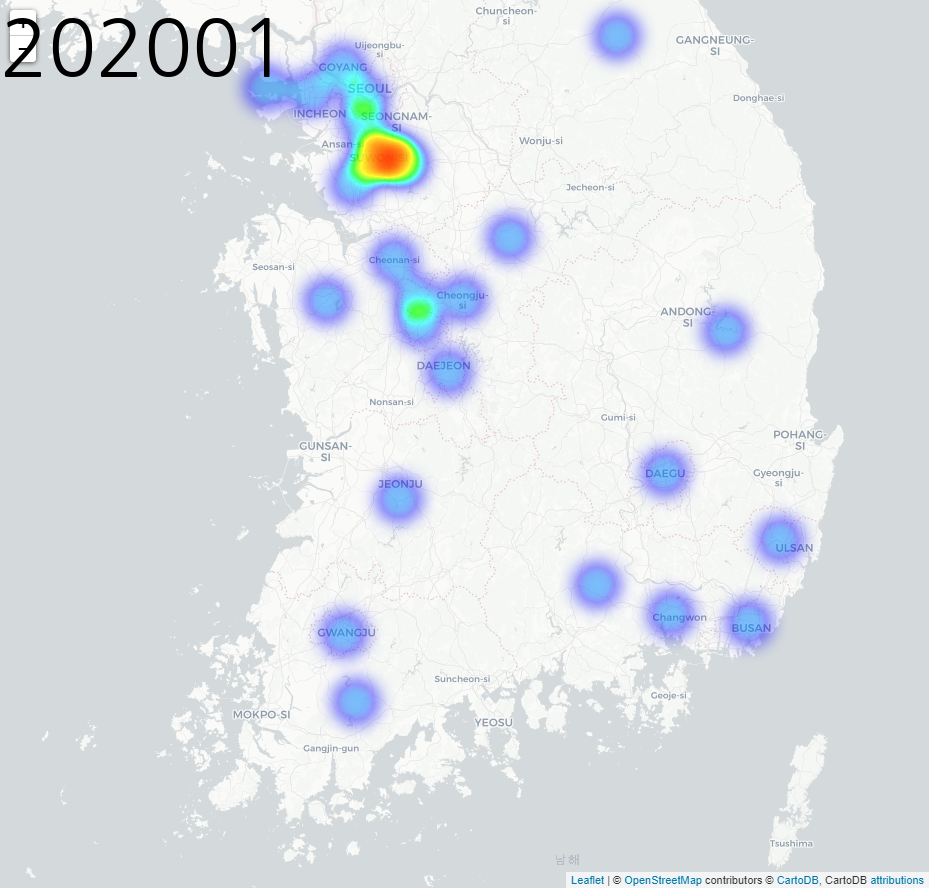 202001
+
−
Chuncheon-
si
GANGNEUNG-
SI
Uijeongbu-
si
GOYANG
SEOUL
Donghae-si
INCHEON
SEONGNAM-
SI
Ansan-si
Wonju-si
SUWON
Jecheon-si
Cheonan-si
Seosan-si
Cheongju-
si
ANDONG-
SI
DAEJEON
Nonsan-si
Gumi-si
POHANG-
SI
GUNSAN-
SI
DAEGU
Gyeongju-
si
JEONJU
ULSAN
Changwon
BUSAN
GWANGJU
Suncheon-si
Geoje-si
MOKPO-SI
YEOSU
Gangjin-gun
Tsushima
남해
Leaflet | © OpenStreetMap contributors © CartoDB, CartoDB attributions